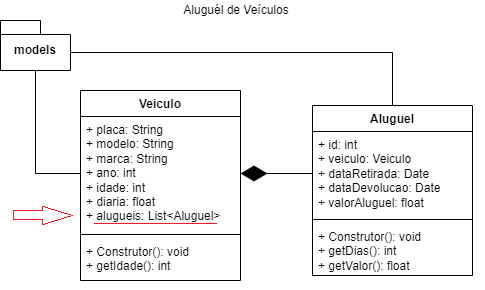 Aluguél de Veículos
models
Veiculo
+ placa: String
+ modelo: String
+ marca: String
+ ano: int
+ idade: int
+ diaria: float
+ alugueis: List<Aluguel>
+ Construtor(): void
+ getIdade(): int
Aluguel
+ id: int
+ veiculo: Veiculo
+ dataRetirada: Date
+ dataDevolucao: Date
+ valorAluguel: float
+ Construtor(): void
+ getDias(): int
+ getValor(): float